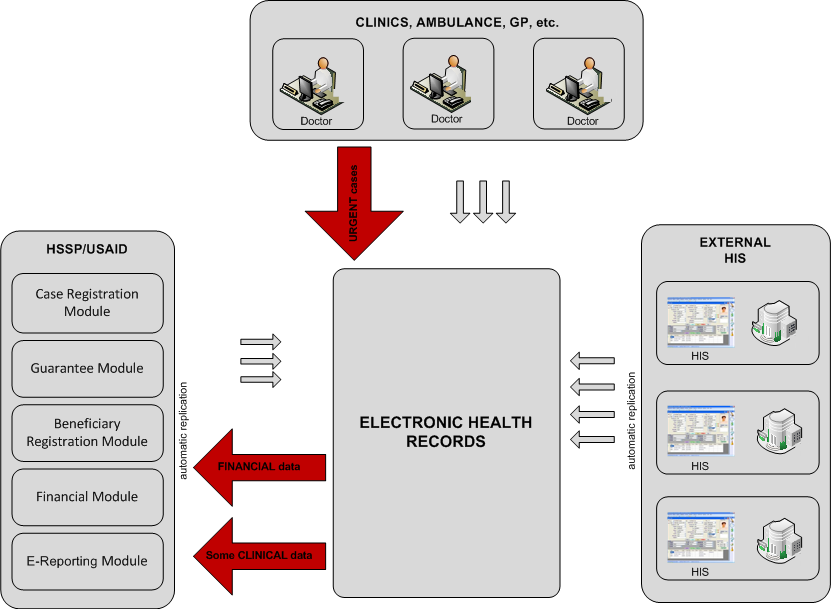 CLINICS, AMBULANCE, GP, etc.
Doctor
Doctor
Doctor
URGENT cases
HSSP/USAID
Case Registration
Module
Guarantee Module
Beneficiary
Registration Module
Financial Module
E-Reporting Module
automatic replication
FINANCIAL data
Some CLINICAL data
ELECTRONIC HEALTH
RECORDS
automatic replication
EXTERNAL
HIS
HIS
HIS
HIS